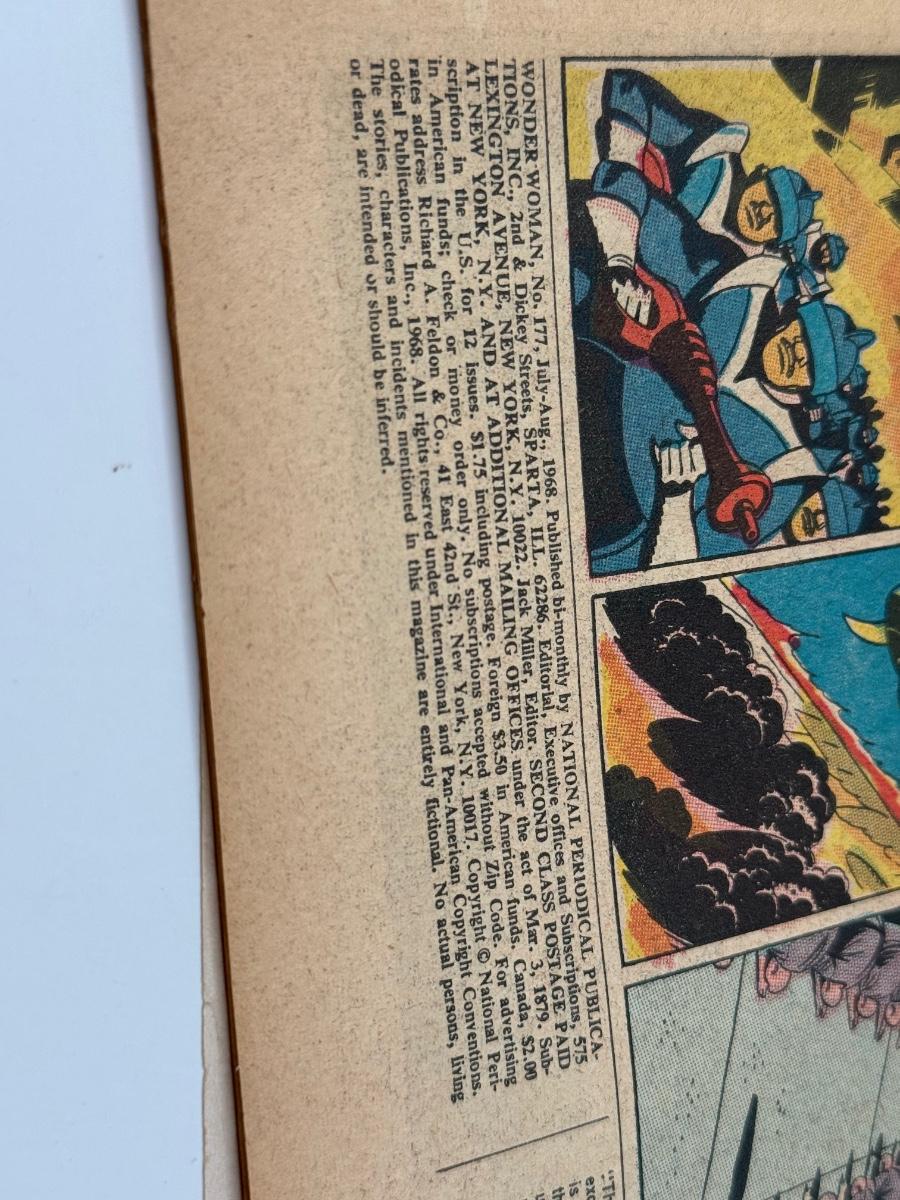 WONDER WOMAN, No. 177, July-Aug., 1968. Published bi-monthly by NATIONAL PERIODICAL PUBLICA-
TIONS, INC., 2nd & Dickey Streets, SPARTA, ILL. 62286. Editorial, Executive offices and Subscriptions, 575
LEXINGTON AVENUE, NEW YORK, N.Y. 10022. Jack Miller, Editor. SECOND CLASS POSTAGE PAID
AT NEW YORK, N.Y. AND AT ADDITIONAL MAILING OFFICES under the act of Mar. 3, 1879. Sub-
scription in the U.S. for 12 issues. $1.75 including postage. Foreign $3.50 in American funds. Canada, $2.00
in American funds; check or money order only. No subscriptions accepted without Zip Code. For advertising
rates address Richard A. Feldon & Co., 41 East 42nd St., New York, N.Y. 10017. Copyright © National Peri-
odical Publications, Inc., 1968. All rights reserved under International and Pan-American Copyright Conventions.
The stories, characters and incidents mentioned in this magazine are entirely fictional. No actual persons, living
or dead, are intended or should be inferred.
"Th
exc
is
th